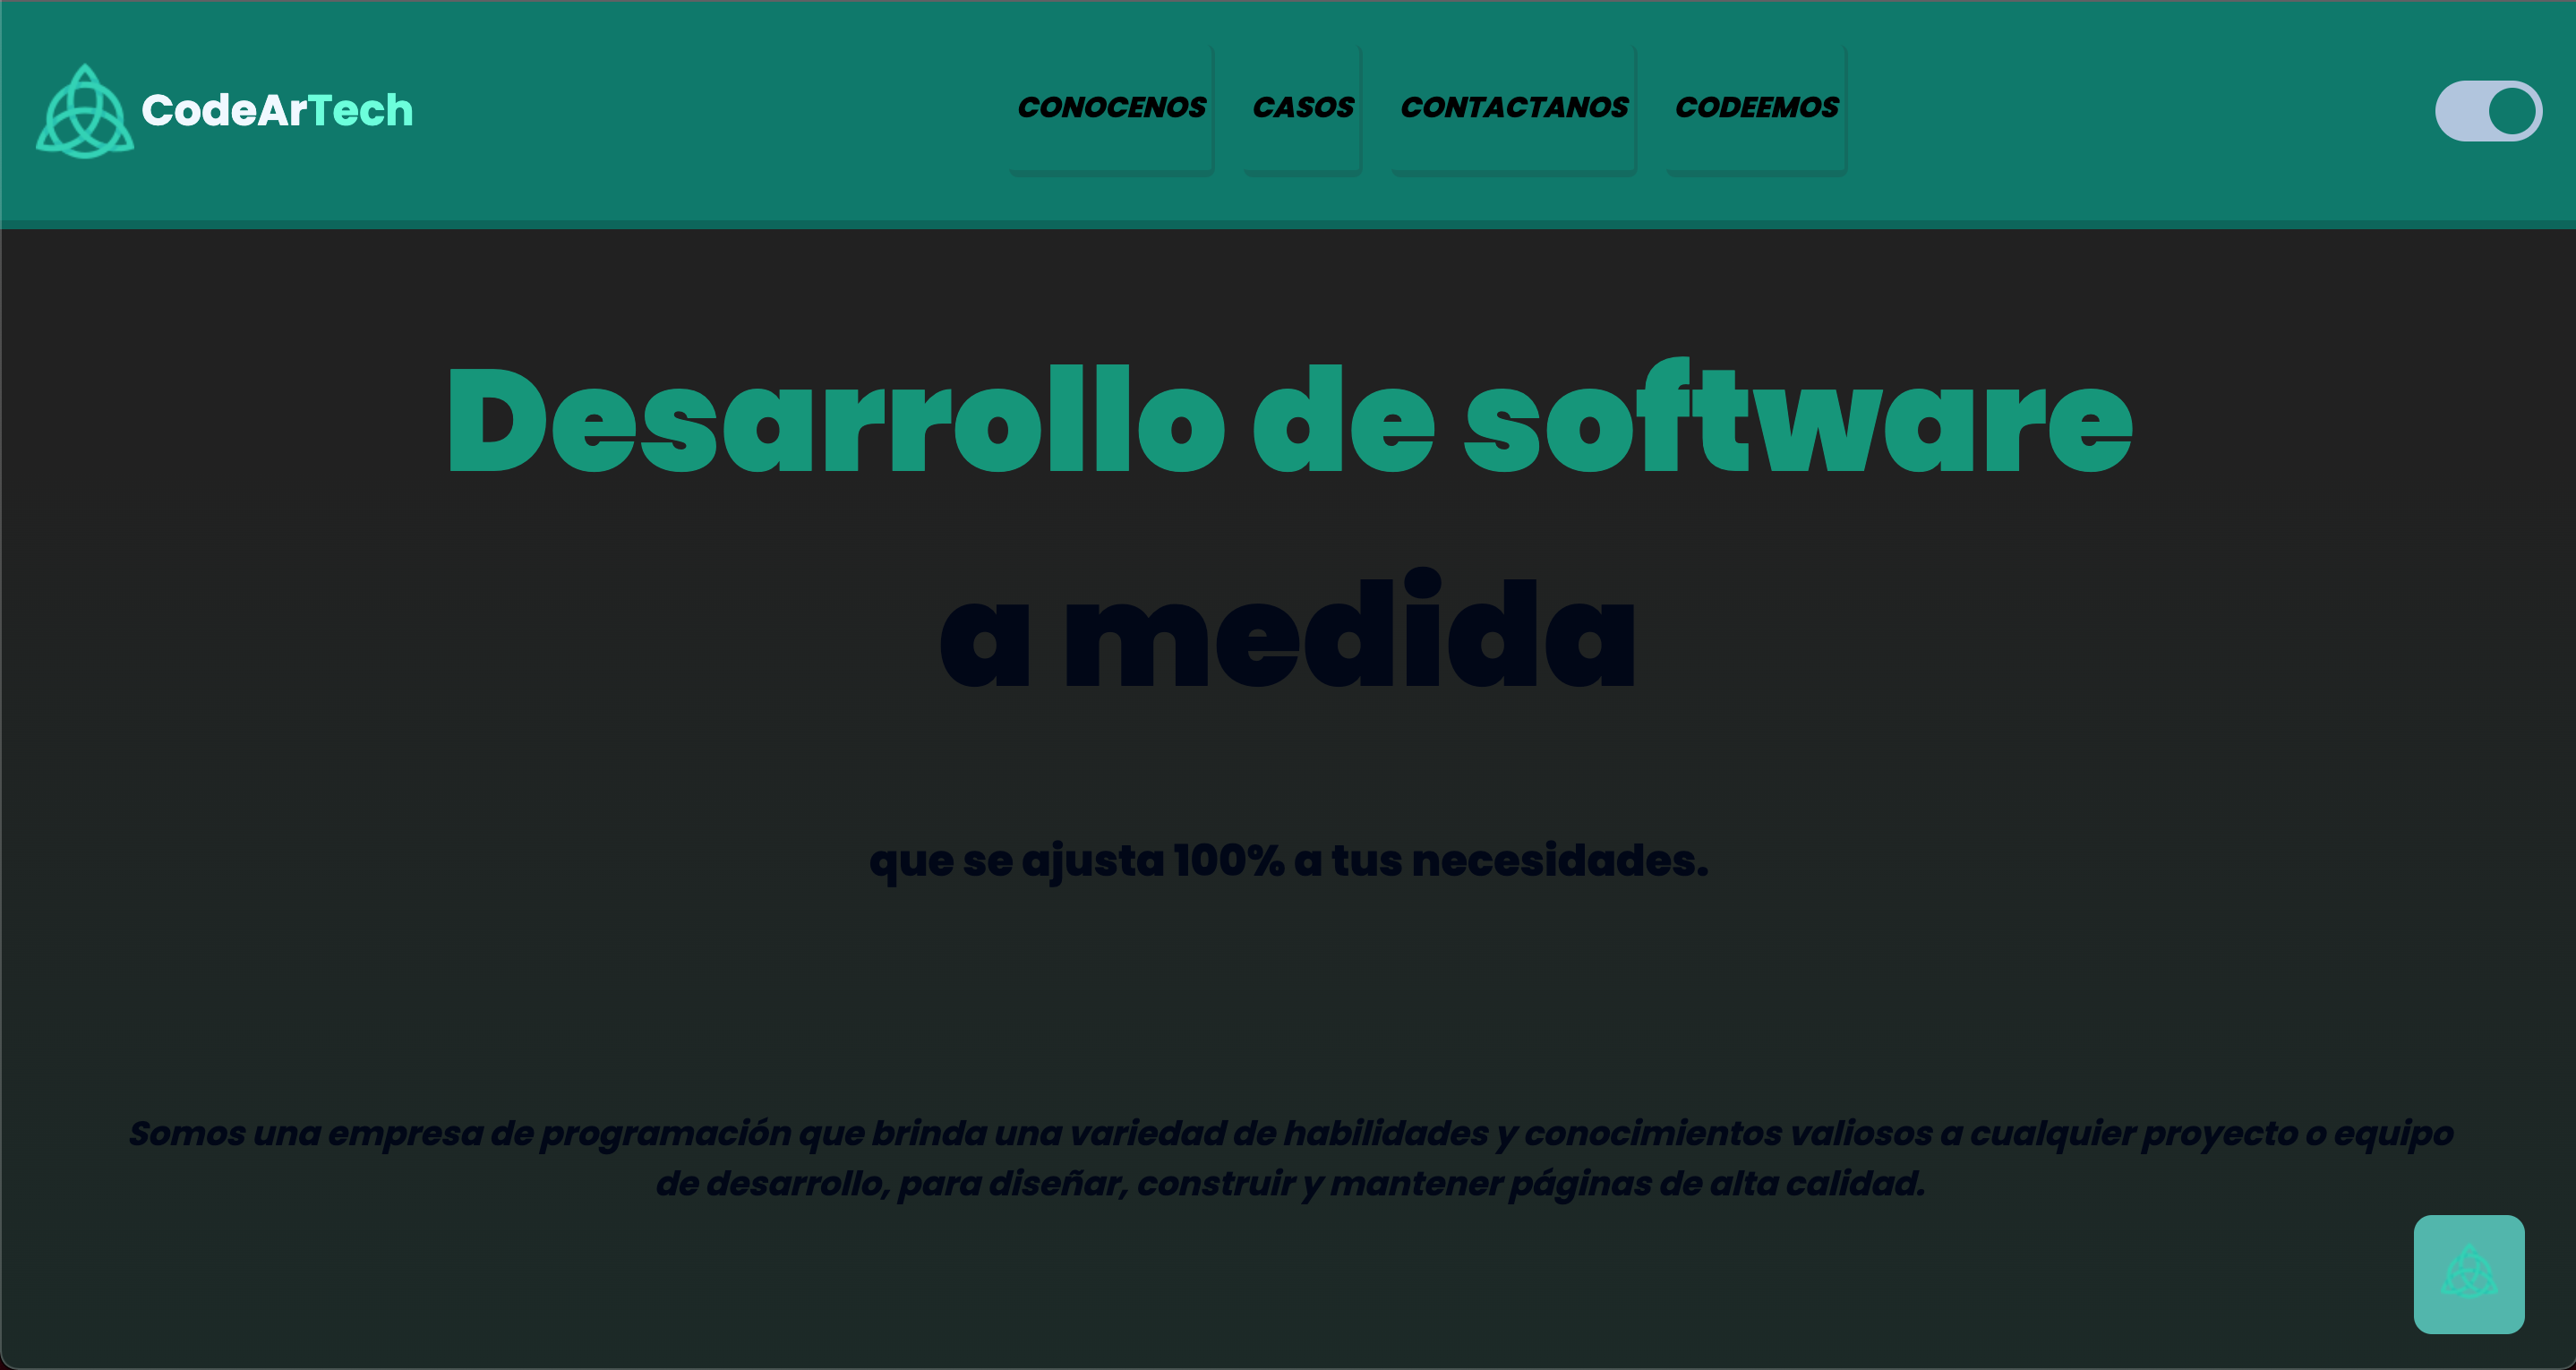 CodeArTech
CONOCENOS
CASOS
CONTACTANOS
CODEEMOS
Desarrollo de software
a medida
que se ajusta 100% a tus necesidades.
Somos una empresa de programación que brinda una variedad de habilidades y conocimientos valiosos a cualquier proyecto o equipo
de desarrollo, para diseñar, construir y mantener páginas de alta calidad.